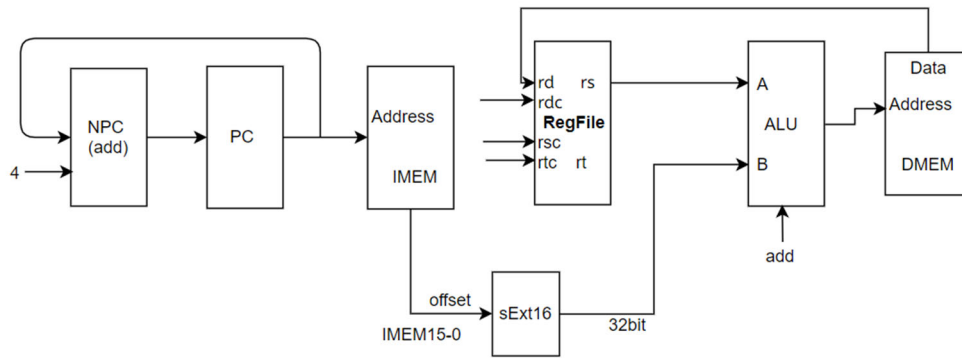 NPC
(add)
4
PC
Address
IMEM
rd rs
rdc
RegFile
rsc
rtc rt
A
ALU
B
add
Data
Address
DMEM
offset
IMEM15-0
sExt16
32bit